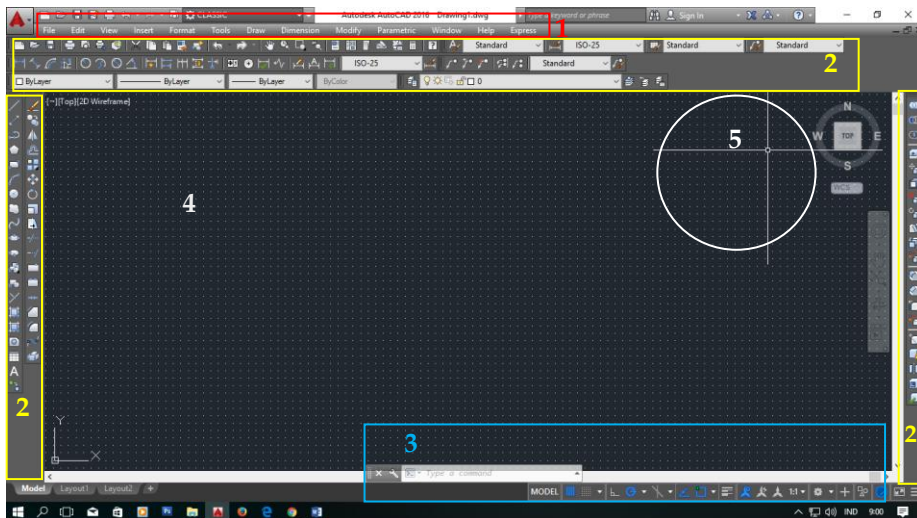 CLASSIC Autodesk AutoCAD 2016 Drawing1.dwg Type a keyword or phrase Sign In
File Edit View Insert Format Tools Draw Dimension Modify Parametric Window Help Express 1
Standard ISO-25 Standard Standard
ISO-25 Standard 2
ByLayer ByLayer ByLayer ByColor 0
[−][Top][2D Wireframe]
N
5
W TOP E
S
4
WCS
A
2
2
Y
X
3
Type a command
Model Layout1 Layout2 + MODEL 1:1
IND 9:00